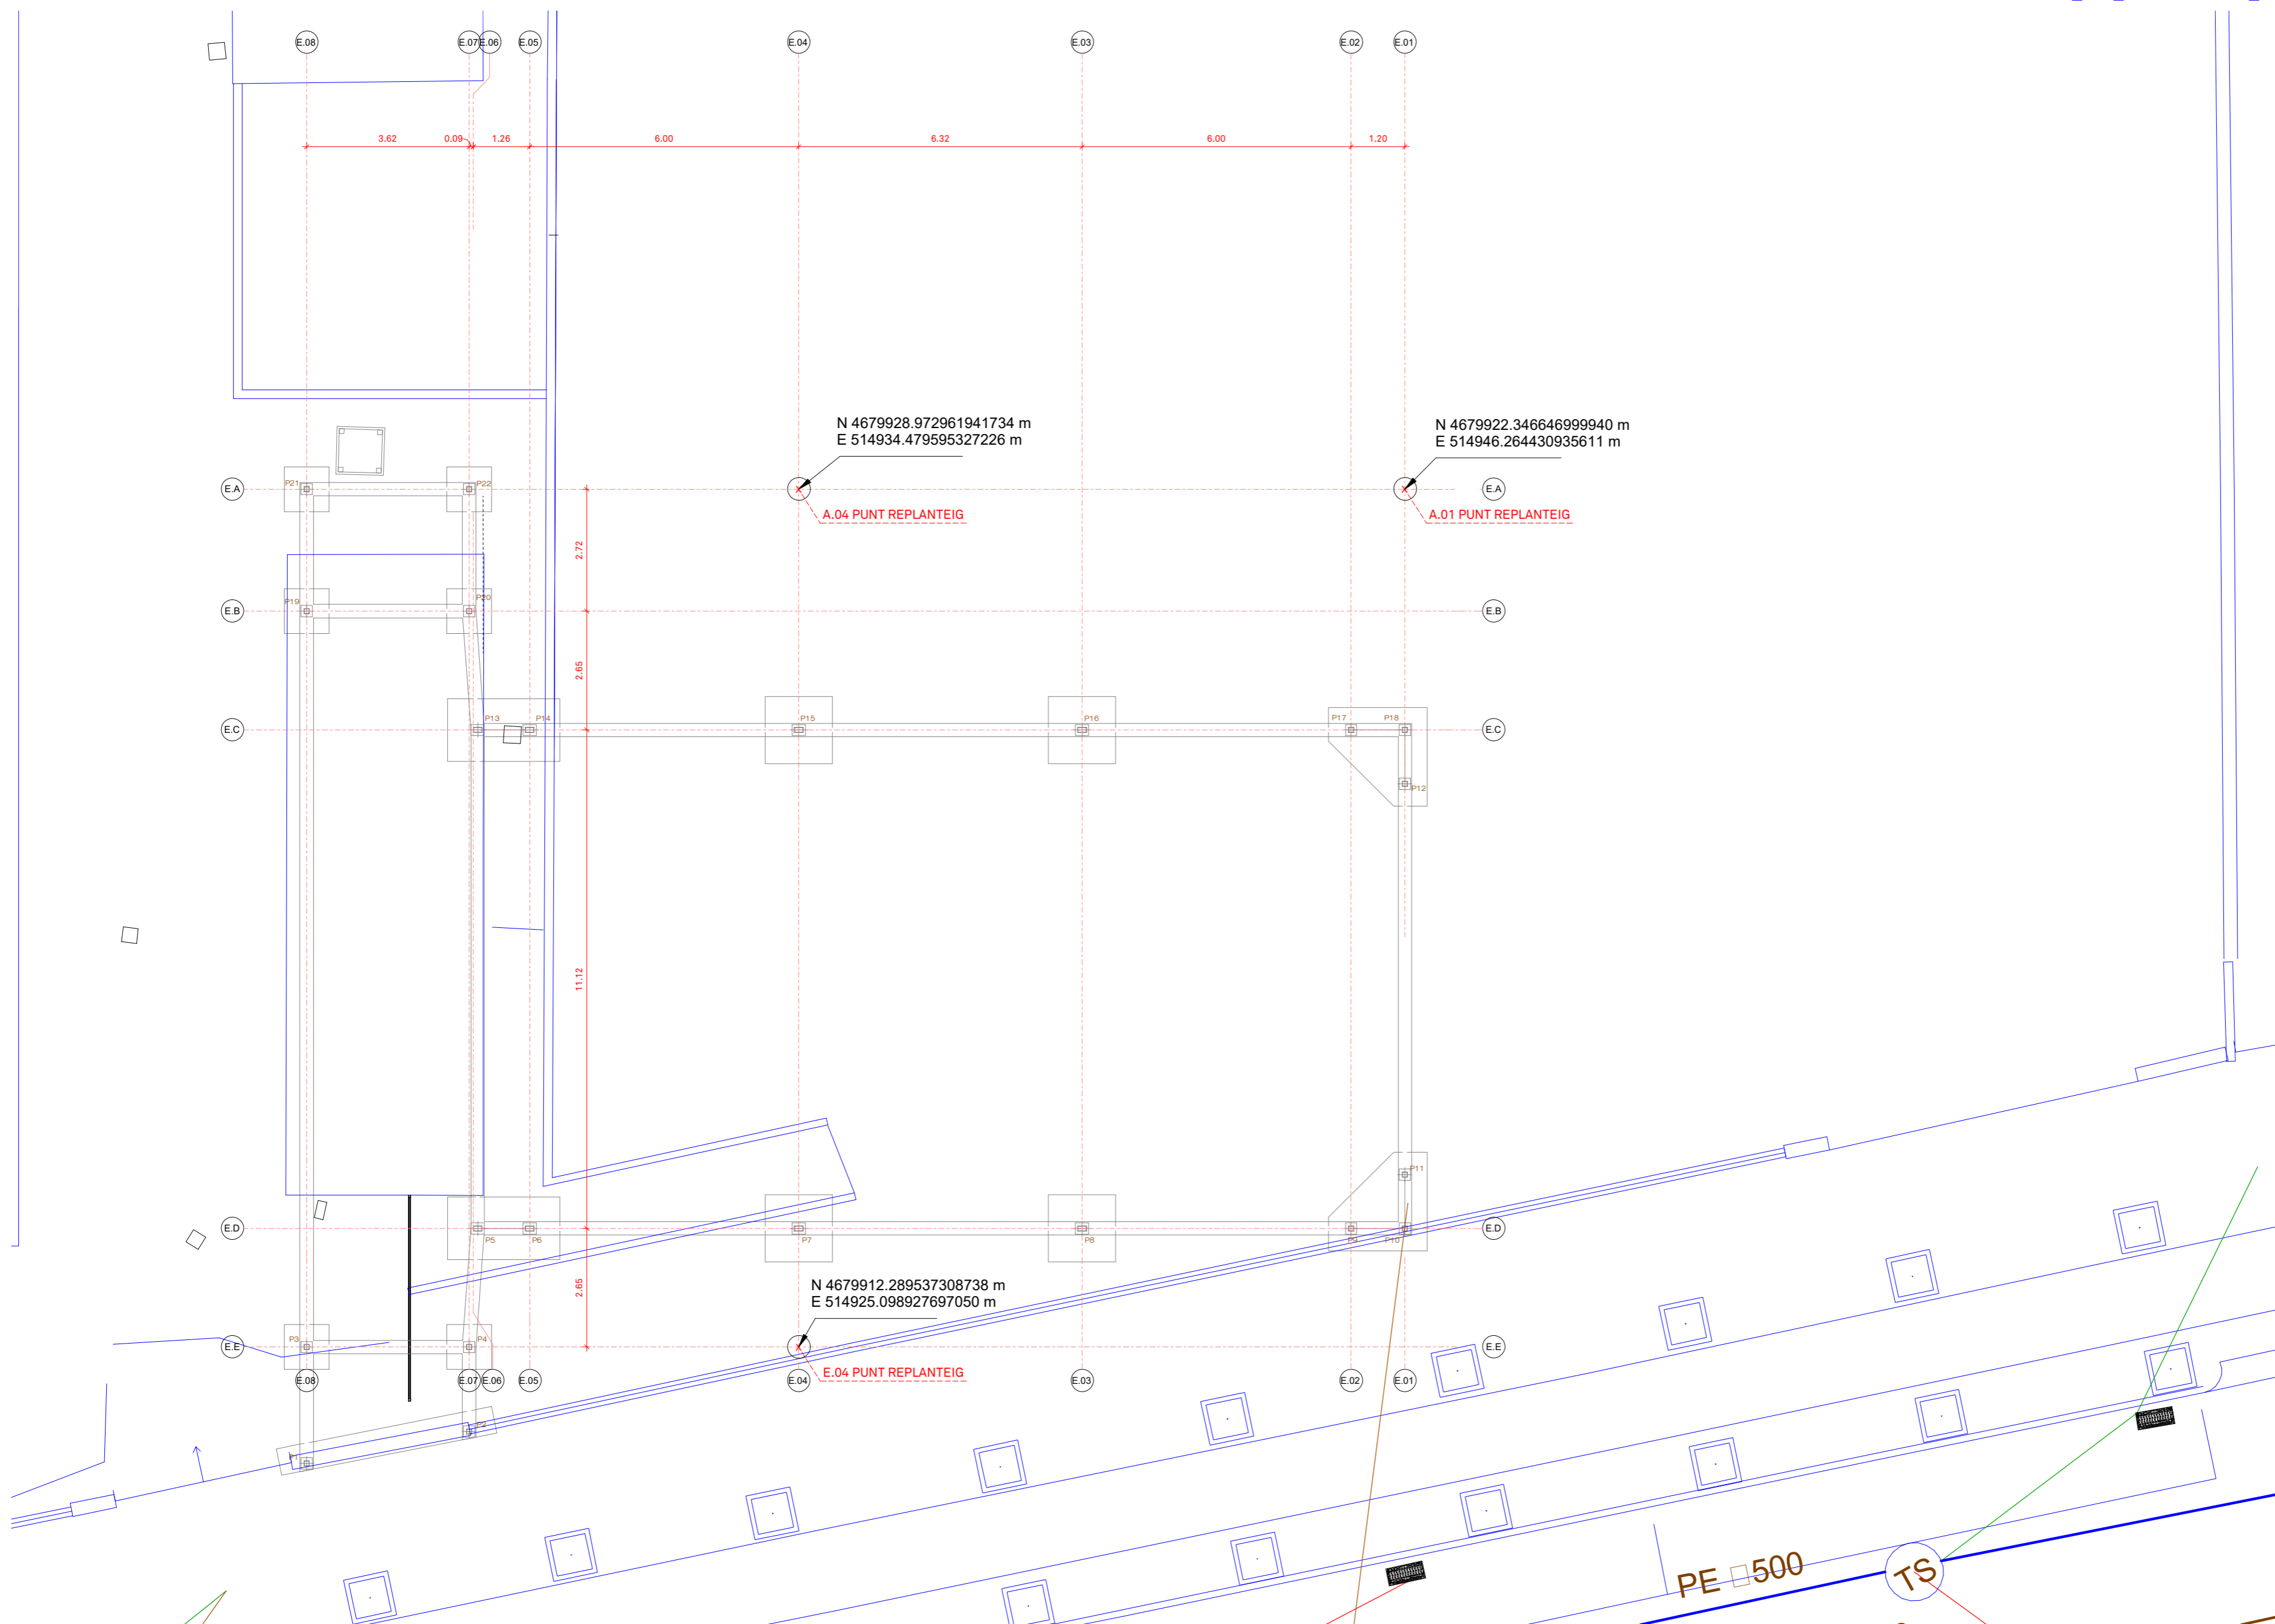 E.08 E.07 E.06 E.05 E.04 E.03 E.02 E.01
3.62 0.09 1.26 6.00 6.32 6.00 1.20
N 4679928.972961941734 m
E 514934.479595327226 m
N 4679922.346646999940 m
E 514946.264430935611 m
E.A P21 P22 E.A
A.04 PUNT REPLANTEIG
A.01 PUNT REPLANTEIG
2.72
E.B P19 P20 E.B
2.65
E.C P13 P14 P15 P16 P17 P18 E.C
P12
11.12
P11
E.D P5 P6 P7 P8 P9 P10 E.D
2.65
N 4679912.289537308738 m
E 514925.098927697050 m
E.E P3 P4 E.E
E.04 PUNT REPLANTEIG
E.08 E.07 E.06 E.05 E.04 E.03 E.02 E.01
P2
P1
PE □500
TS